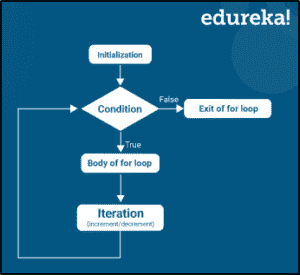 edureka!
Initialization
Condition
False
Exit of for loop
True
Body of for loop
Iteration
(increment/decrement)